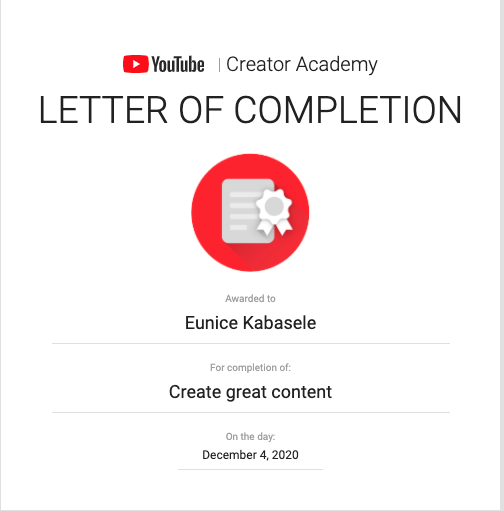 YouTube | Creator Academy
LETTER OF COMPLETION
Awarded to
Eunice Kabasele
For completion of:
Create great content
On the day:
December 4, 2020